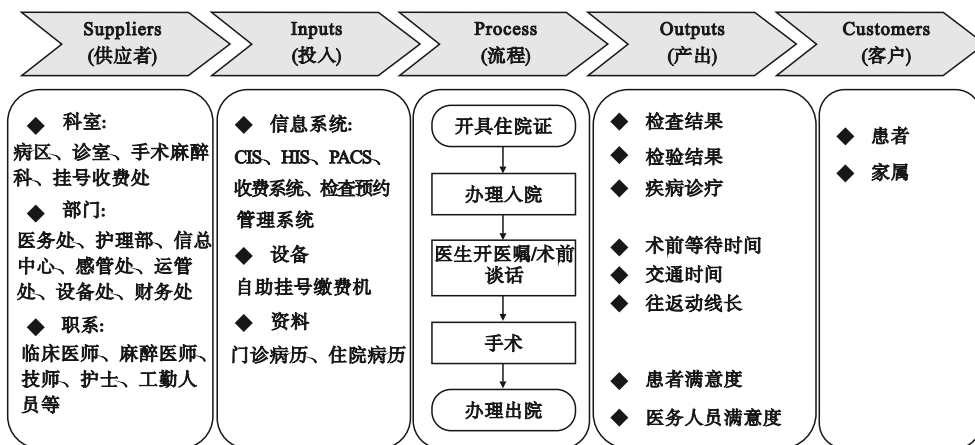 Suppliers
(供应者)
Inputs
(投入)
Process
(流程)
Outputs
(产出)
Customers
(客户)
◆ 科室:
病区、诊室、手术麻醉
科、挂号收费处
◆ 部门:
医务处、护理部、信总
中心、感管处、运管
处、设备处、财务处
◆ 职系:
临床医师、麻醉医师、
技师、护士、工勤人
员等
◆ 信息系统:
CIS、HIS、PACS、
收费系统、检查预约
管理系统
◆ 设备
自助挂号缴费机
◆ 资料
门诊病历、住院病历
开具住院证
办理入院
医生开医嘱/术前
谈话
手术
办理出院
◆ 检查结果
◆ 检验结果
◆ 疾病诊疗
◆ 术前等待时间
◆ 交通时间
◆ 往返动线长
◆ 患者满意度
◆ 医务人员满意度
◆ 患者
◆ 家属